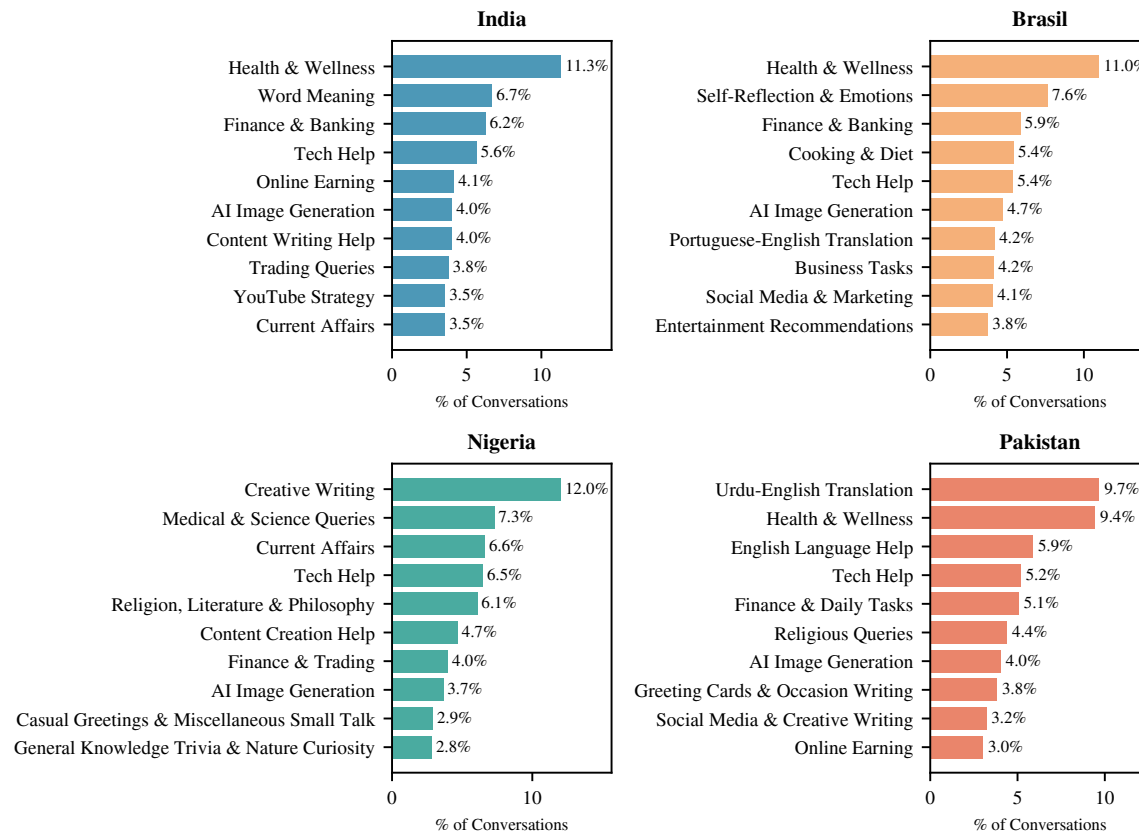 India
Health & Wellness 11.3%
Word Meaning 6.7%
Finance & Banking 6.2%
Tech Help 5.6%
Online Earning 4.1%
AI Image Generation 4.0%
Content Writing Help 4.0%
Trading Queries 3.8%
YouTube Strategy 3.5%
Current Affairs 3.5%
0 5 10
% of Conversations
Brasil
Health & Wellness 11.0%
Self-Reflection & Emotions 7.6%
Finance & Banking 5.9%
Cooking & Diet 5.4%
Tech Help 5.4%
AI Image Generation 4.7%
Portuguese-English Translation 4.2%
Business Tasks 4.2%
Social Media & Marketing 4.1%
Entertainment Recommendations 3.8%
0 5 10
% of Conversations
Nigeria
Creative Writing 12.0%
Medical & Science Queries 7.3%
Current Affairs 6.6%
Tech Help 6.5%
Religion, Literature & Philosophy 6.1%
Content Creation Help 4.7%
Finance & Trading 4.0%
AI Image Generation 3.7%
Casual Greetings & Miscellaneous Small Talk 2.9%
General Knowledge Trivia & Nature Curiosity 2.8%
0 10
% of Conversations
Pakistan
Urdu-English Translation 9.7%
Health & Wellness 9.4%
English Language Help 5.9%
Tech Help 5.2%
Finance & Daily Tasks 5.1%
Religious Queries 4.4%
AI Image Generation 4.0%
Greeting Cards & Occasion Writing 3.8%
Social Media & Creative Writing 3.2%
Online Earning 3.0%
0 5 10
% of Conversations